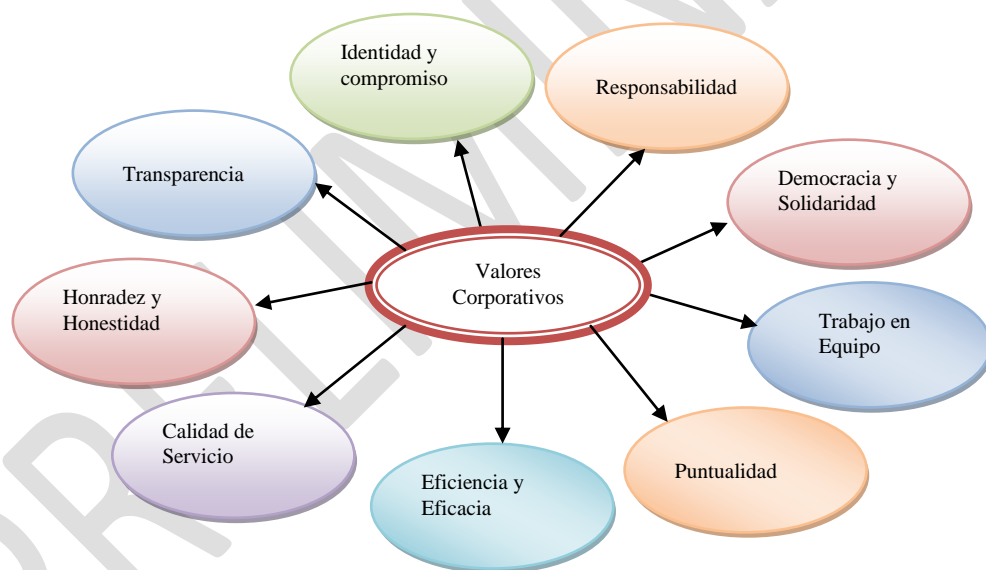 Identidad y
compromiso
Responsabilidad
Transparencia
Democracia y
Solidaridad
Valores
Corporativos
Honradez y
Honestidad
Trabajo en
Equipo
Calidad de
Servicio
Eficiencia y
Eficacia
Puntualidad